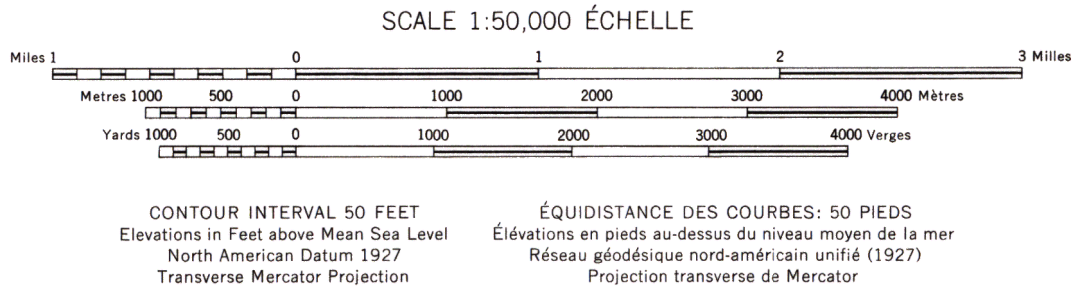 SCALE 1:50,000 ÉCHELLE
Miles 1 0 1 2 3 Milles
Metres 1000 500 0 1000 2000 3000 4000 Mètres
Yards 1000 500 0 1000 2000 3000 4000 Verges
CONTOUR INTERVAL 50 FEET
Elevations in Feet above Mean Sea Level
North American Datum 1927
Transverse Mercator Projection
ÉQUIDISTANCE DES COURBES: 50 PIEDS
Élévations en pieds au-dessus du niveau moyen de la mer
Réseau géodésique nord-américain unifié (1927)
Projection transverse de Mercator